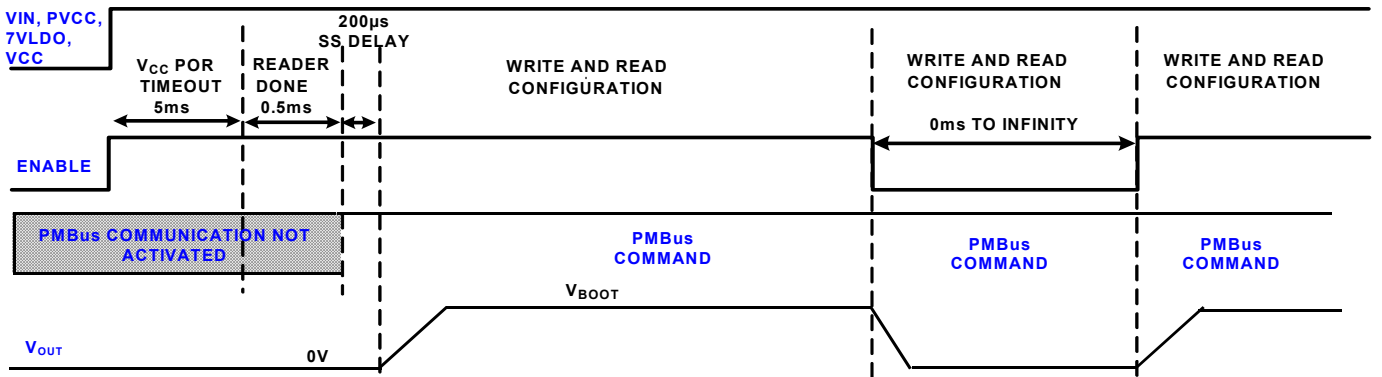 VIN, PVCC,
7VLDO,
VCC
200µs
SS DELAY
VCC POR
TIMEOUT
5ms
READER
DONE
0.5ms
WRITE AND READ
CONFIGURATION
WRITE AND READ
CONFIGURATION
WRITE AND READ
CONFIGURATION
0ms TO INFINITY
ENABLE
PMBus COMMUNICATION NOT
ACTIVATED
PMBus
COMMAND
PMBus
COMMAND
PMBus
COMMAND
VBOOT
VOUT
0V